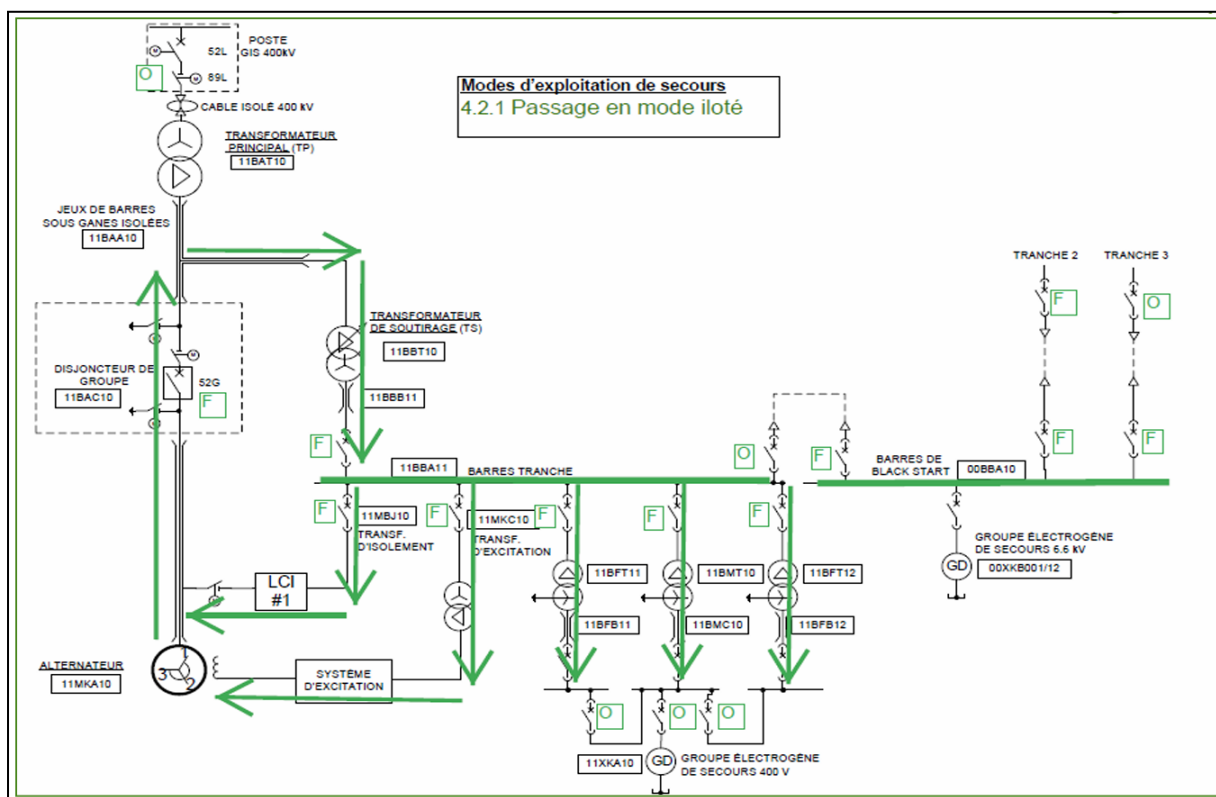 POSTE
GIS 400kV
52L
M
O
89L
M
CABLE ISOLÉ 400 kV
Modes d'exploitation de secours
4.2.1 Passage en mode iloté
TRANSFORMATEUR
PRINCIPAL (TP)
11BAT10
JEUX DE BARRES
SOUS GANES ISOLÉES
11BAA10
TRANCHE 2
TRANCHE 3
F
O
TRANSFORMATEUR
DE SOUTIRAGE (TS)
11BBT10
M
DISJONCTEUR DE
GROUPE
11BAC10
52G
F
11BBB11
F
O
F
F
F
11BBA11
BARRES TRANCHE
BARRES DE
BLACK START
00BBA10
F
11MBJ10
TRANSF.
D'ISOLEMENT
F
11MKC10
TRANSF.
D'EXCITATION
F
F
F
GROUPE ÉLECTROGÈNE
DE SECOURS 6.6 kV
00XKB001/12
GD
11BFT11
11BMT10
11BFT12
LCI
#1
11BFB11
11BMC10
11BFB12
ALTERNATEUR
11MKA10
1
3
2
SYSTÈME
D'EXCITATION
O
O
O
11XKA10
GD
GROUPE ÉLECTROGÈNE
DE SECOURS 400 V